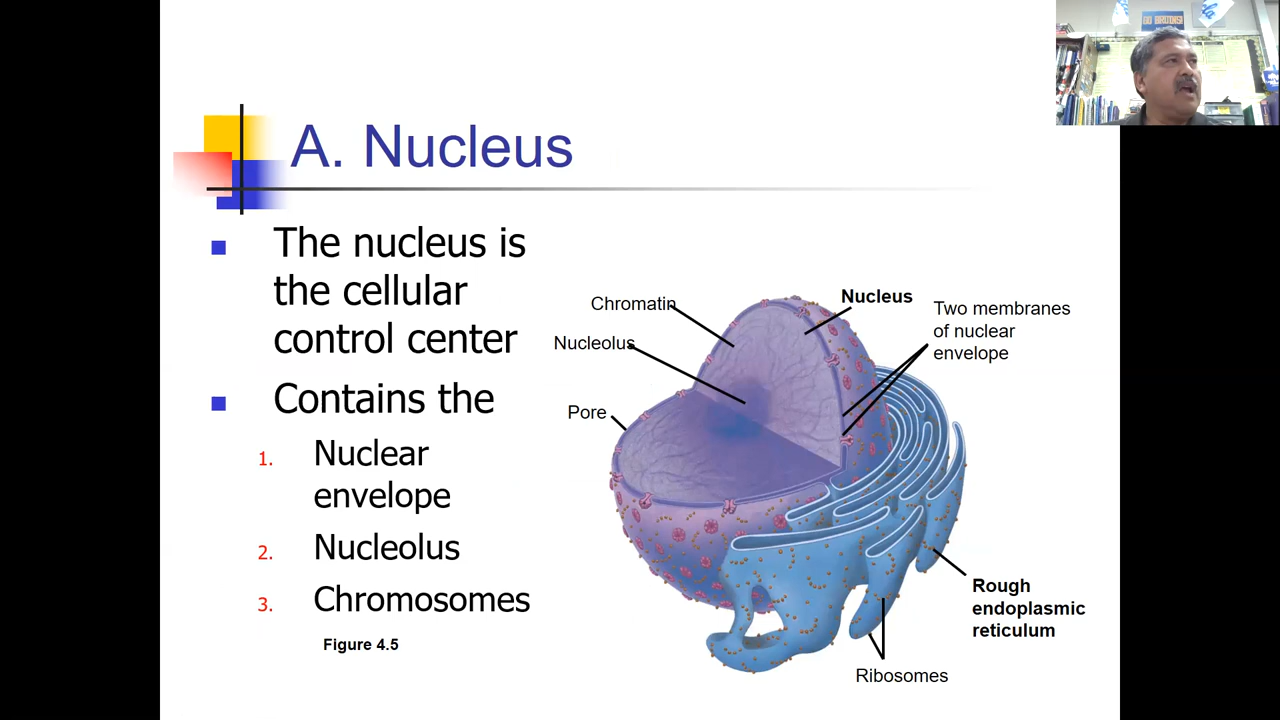 A. Nucleus
The nucleus is
the cellular
control center
Contains the
1. Nuclear
envelope
2. Nucleolus
3. Chromosomes
Figure 4.5
Chromatin
Nucleolus
Pore
Nucleus
Two membranes
of nuclear
envelope
Rough
endoplasmic
reticulum
Ribosomes